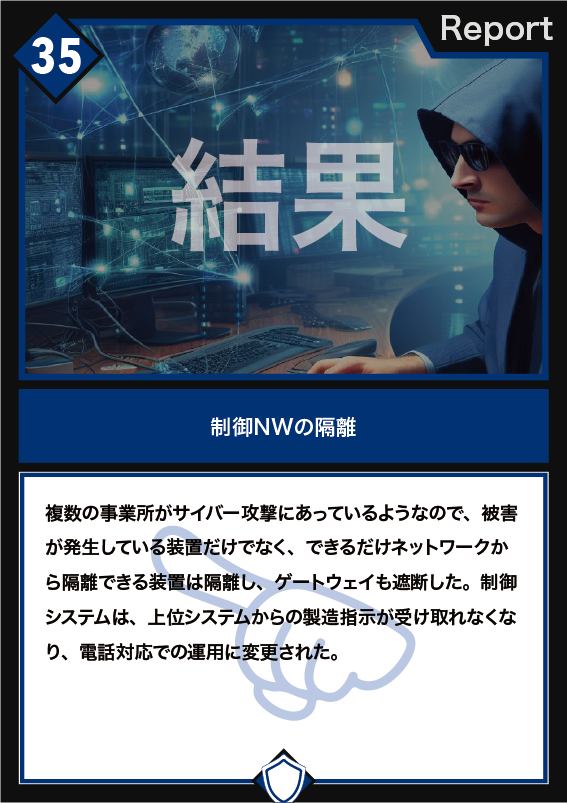 35
Report
結果
制御NWの隔離
複数の事業所がサイバー攻撃にあっているようなので、被害
が発生している装置だけでなく、できるだけネットワークか
ら隔離できる装置は隔離し、ゲートウェイも遮断した。制御
システムは、上位システムからの製造指示が受け取れなくな
り、電話対応での運用に変更された。